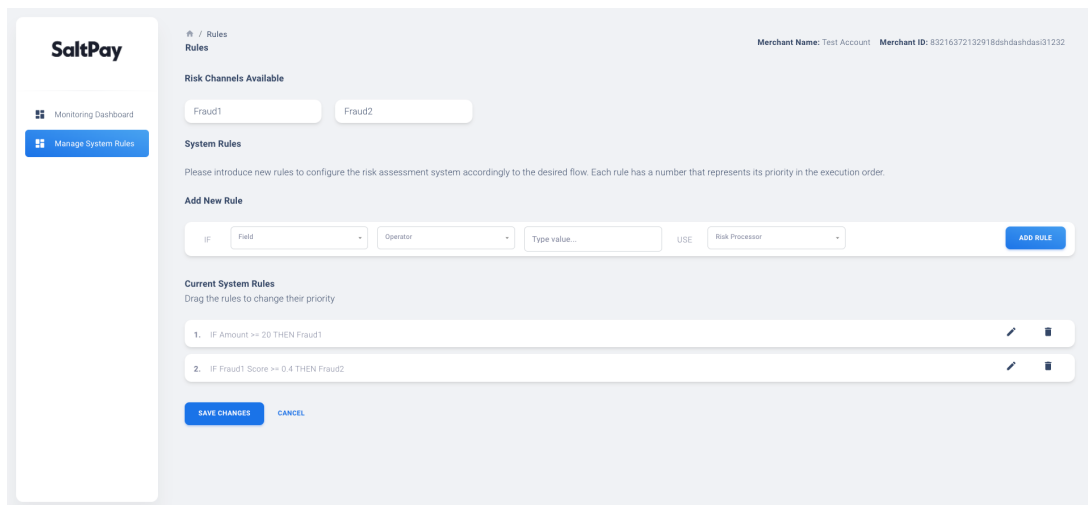 SaltPay
Monitoring Dashboard
Manage System Rules
/ Rules
Rules
Merchant Name: Test Account Merchant ID: 83216372132918dshdashdasi31232
Risk Channels Available
Fraud1 Fraud2
System Rules
Please introduce new rules to configure the risk assessment system accordingly to the desired flow. Each rule has a number that represents its priority in the execution order.
Add New Rule
IF Field Operator Type value... USE Risk Processor ADD RULE
Current System Rules
Drag the rules to change their priority
1. IF Amount >= 20 THEN Fraud1
2. IF Fraud1 Score >= 0.4 THEN Fraud2
SAVE CHANGES CANCEL